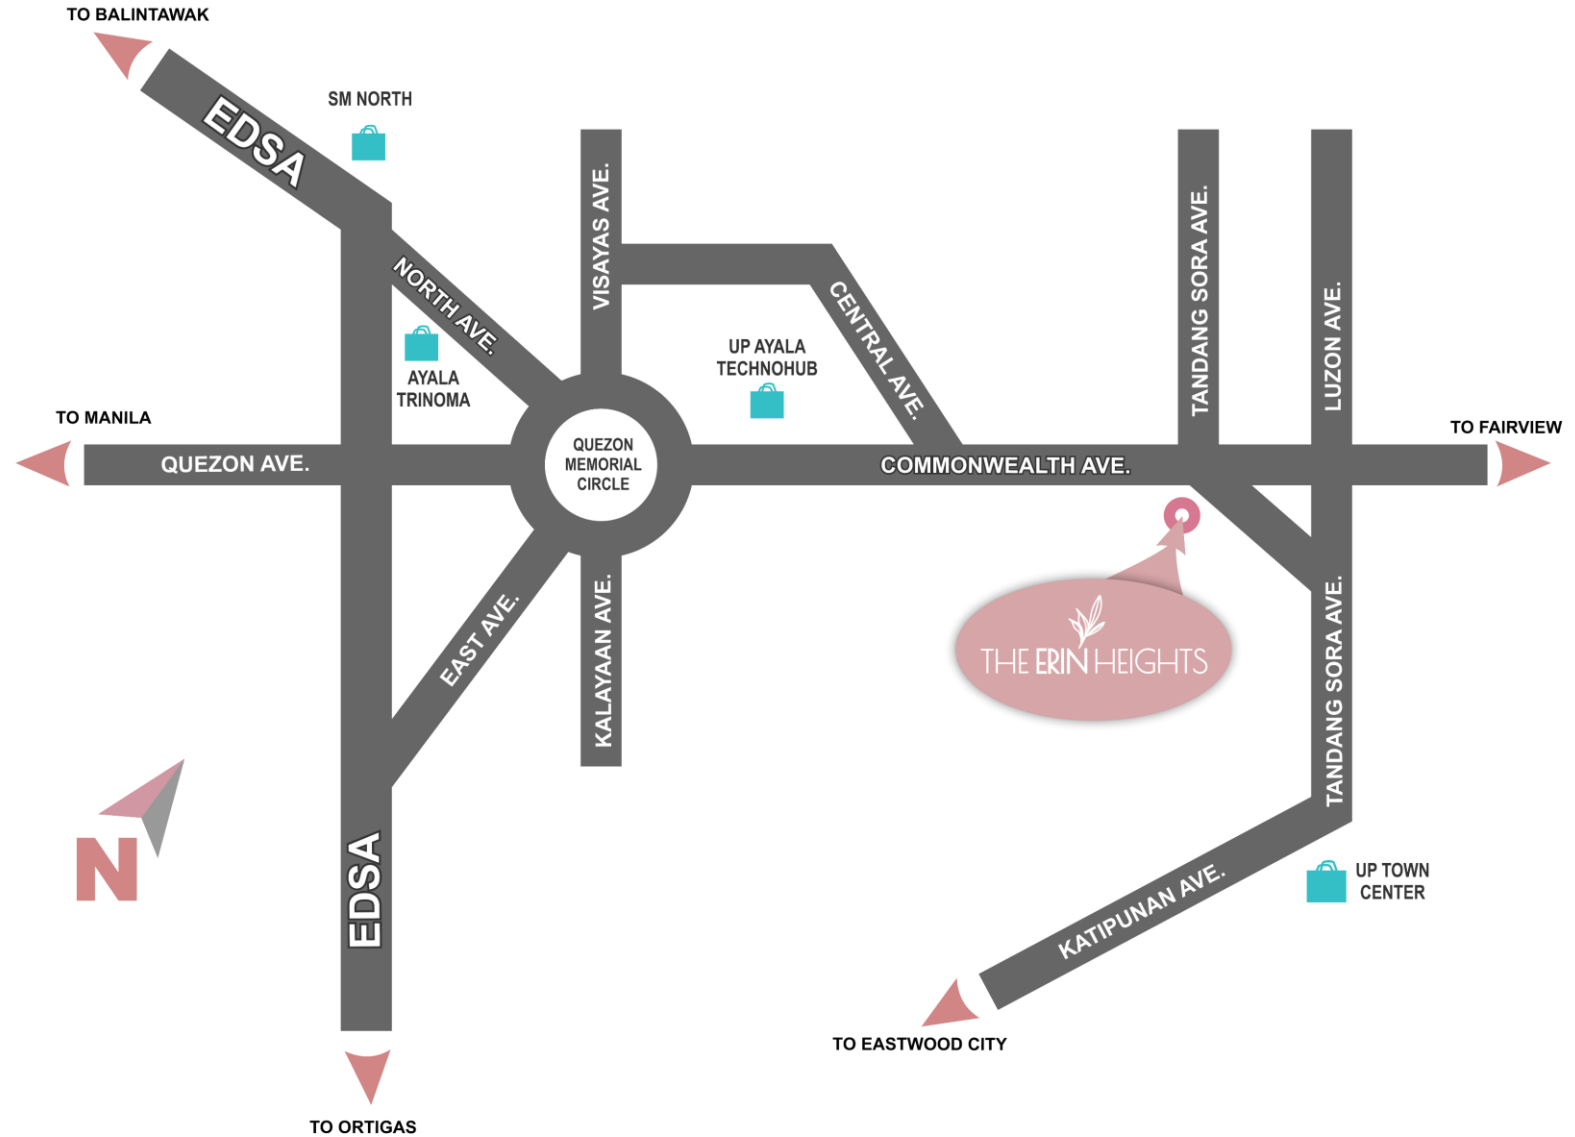 TO BALINTAWAK
EDSA
SM NORTH
VISAYAS AVE.
NORTH AVE.
CENTRAL AVE.
TANDANG SORA AVE.
LUZON AVE.
UP AYALA
TECHNOHUB
AYALA
TRINOMA
TO MANILA
TO FAIRVIEW
QUEZON AVE.
QUEZON
MEMORIAL
CIRCLE
COMMONWEALTH AVE.
EAST AVE.
KALAYAAN AVE.
THE ERIN HEIGHTS
TANDANG SORA AVE.
N
EDSA
KATIPUNAN AVE.
UP TOWN
CENTER
TO EASTWOOD CITY
TO ORTIGAS